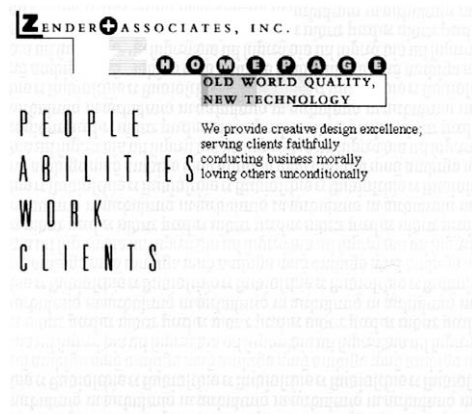 ZENDER+ASSOCIATES, INC.
HOMEPAGE
OLD WORLD QUALITY,
NEW TECHNOLOGY
PEOPLE
ABILITIES
WORK
CLIENTS
We provide creative design excellence;
serving clients faithfully
conducting business morally
loving others unconditionally